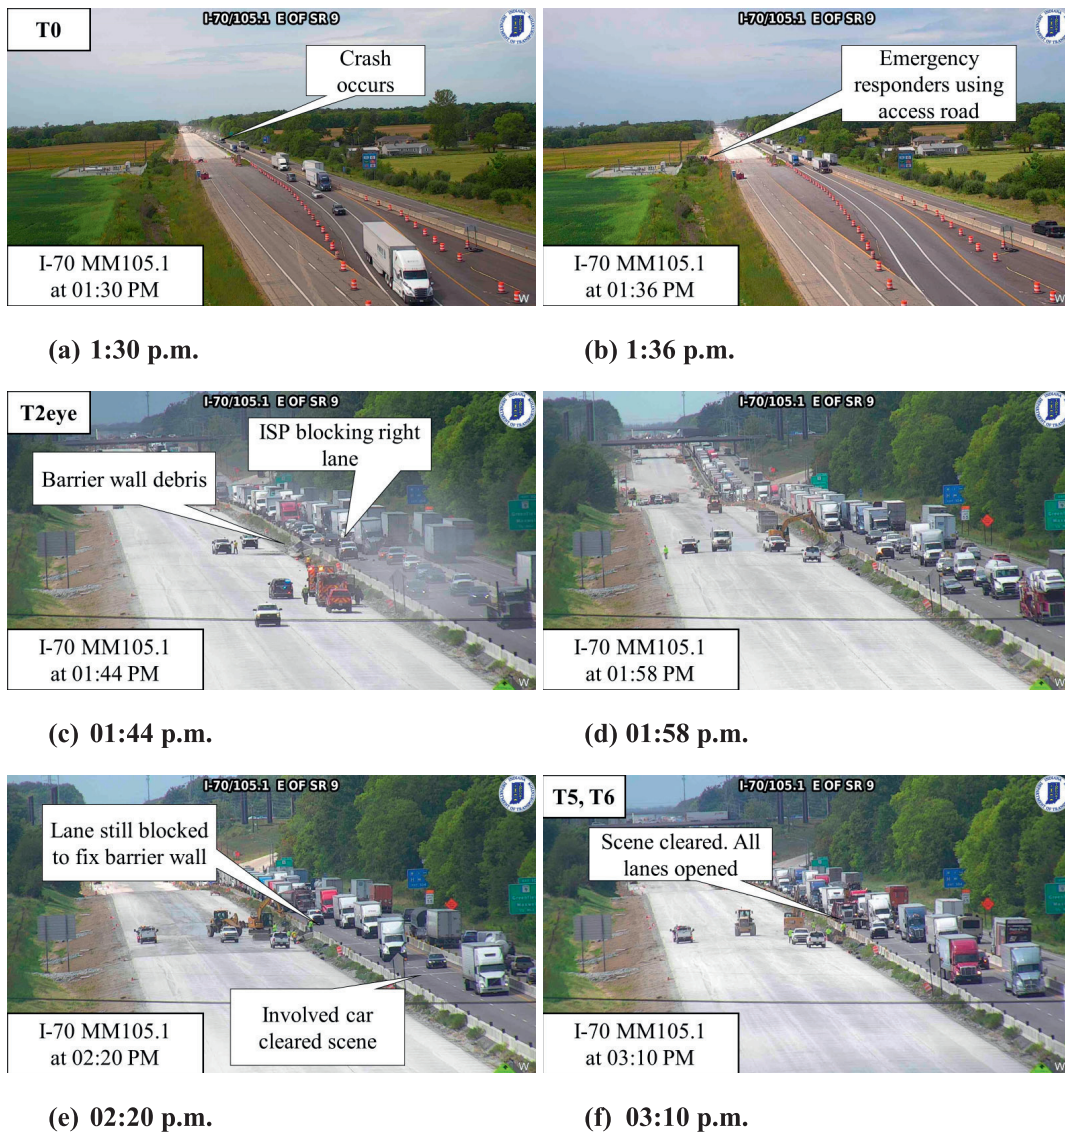 T0
I-70/105.1 E OF SR 9
Crash
occurs
I-70 MM105.1
at 01:30 PM
W
(a) 1:30 p.m.
I-70/105.1 E OF SR 9
Emergency
responders using
access road
I-70 MM105.1
at 01:36 PM
W
(b) 1:36 p.m.
T2eye
I-70/105.1 E OF SR 9
ISP blocking right
lane
Barrier wall debris
I-70 MM105.1
at 01:44 PM
W
(c) 01:44 p.m.
I-70/105.1 E OF SR 9
I-70 MM105.1
at 01:58 PM
W
(d) 01:58 p.m.
I-70/105.1 E OF SR 9
Lane still blocked
to fix barrier wall
Involved car
cleared scene
I-70 MM105.1
at 02:20 PM
W
(e) 02:20 p.m.
T5, T6
I-70/105.1 E OF SR 9
Scene cleared. All
lanes opened
I-70 MM105.1
at 03:10 PM
W
(f) 03:10 p.m.